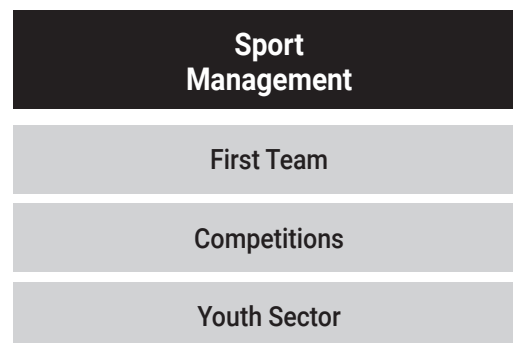 Sport
Management
First Team
Competitions
Youth Sector